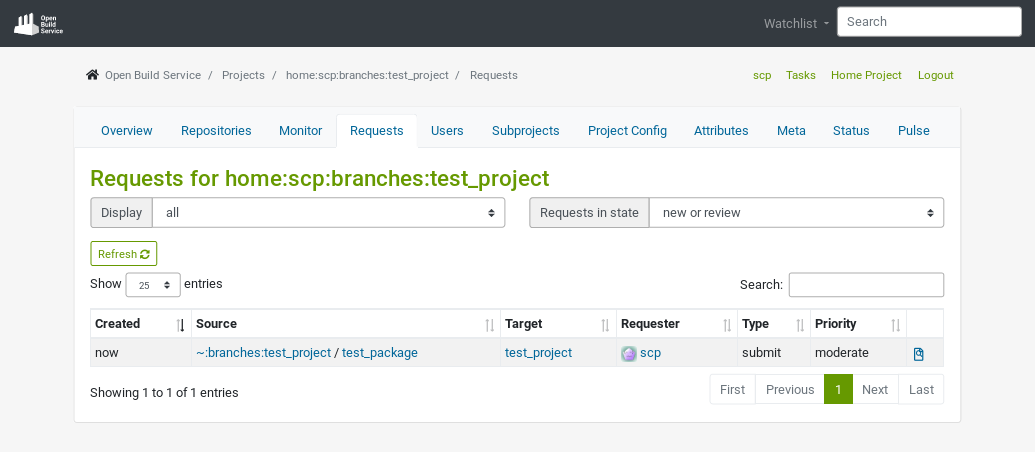 Open Build Service
Watchlist
Search
Open Build Service / Projects / home:scp:branches:test_project / Requests
scp Tasks Home Project Logout
Overview Repositories Monitor Requests Users Subprojects Project Config Attributes Meta Status Pulse
Requests for home:scp:branches:test_project
Display all Requests in state new or review
Refresh
Show 25 entries Search:
Created Source Target Requester Type Priority
now ~:branches:test_project / test_package test_project scp submit moderate
Showing 1 to 1 of 1 entries First Previous 1 Next Last